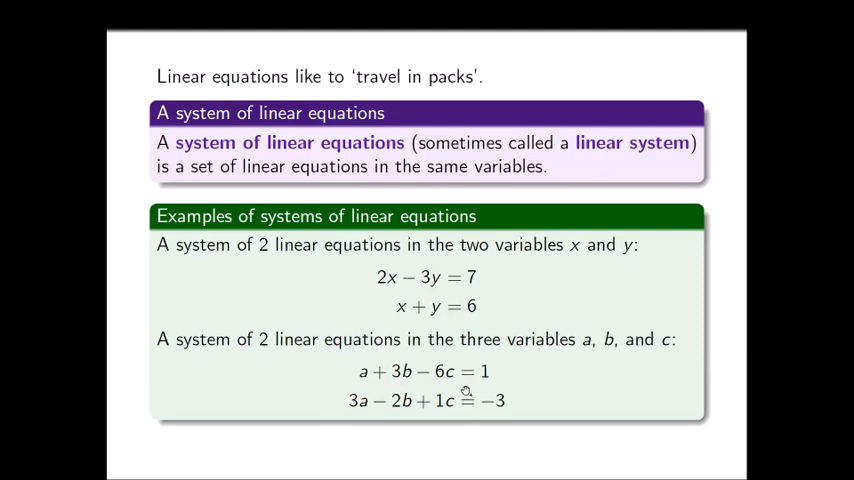 Linear equations like to ‘travel in packs’.
A system of linear equations
A system of linear equations (sometimes called a linear system)
is a set of linear equations in the same variables.
Examples of systems of linear equations
A system of 2 linear equations in the two variables x and y:
2x − 3y = 7
x + y = 6
A system of 2 linear equations in the three variables a, b, and c:
a + 3b − 6c = 1
3a − 2b + 1c = −3